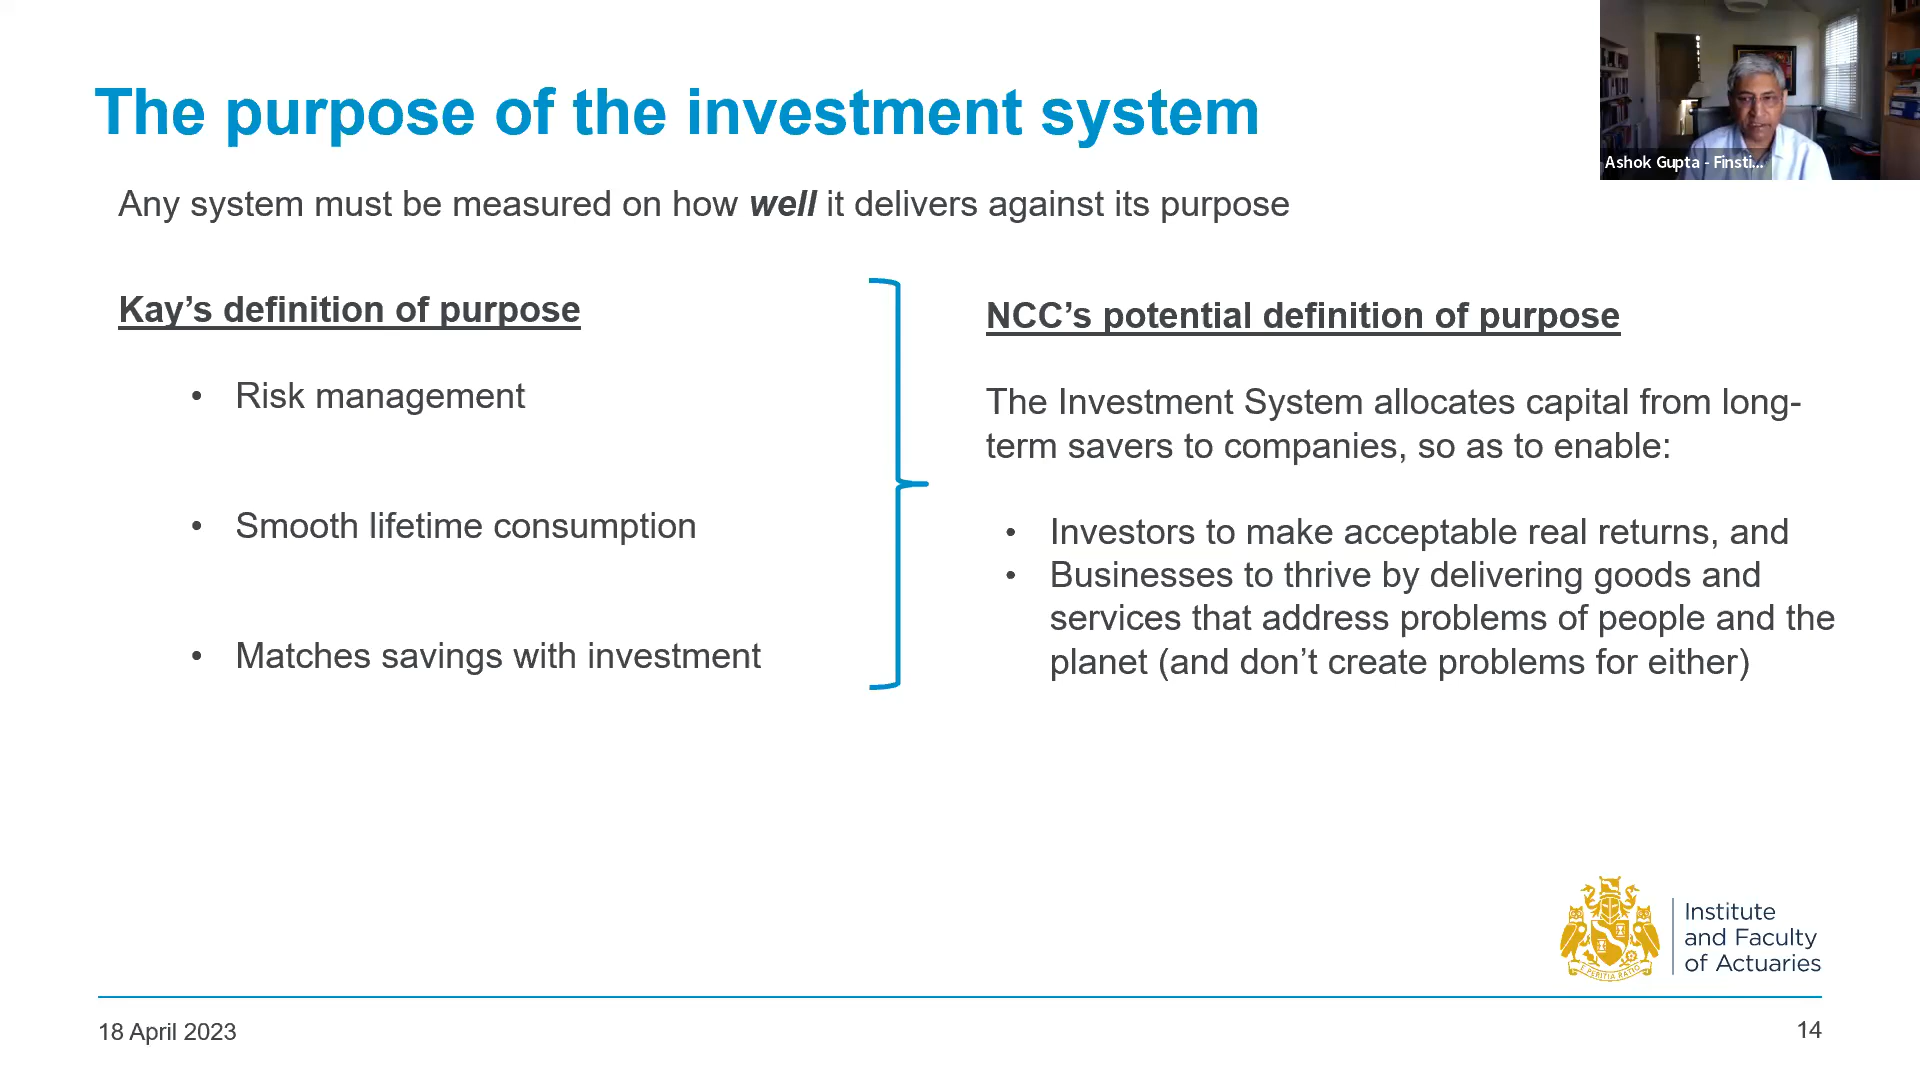 The purpose of the investment system
Ashok Gupta - Finsti...
Any system must be measured on how well it delivers against its purpose
Kay’s definition of purpose
• Risk management
• Smooth lifetime consumption
• Matches savings with investment
NCC’s potential definition of purpose
The Investment System allocates capital from long-
term savers to companies, so as to enable:
• Investors to make acceptable real returns, and
• Businesses to thrive by delivering goods and
services that address problems of people and the
planet (and don’t create problems for either)
E PERITIA RATIO
Institute
and Faculty
of Actuaries
18 April 2023
14